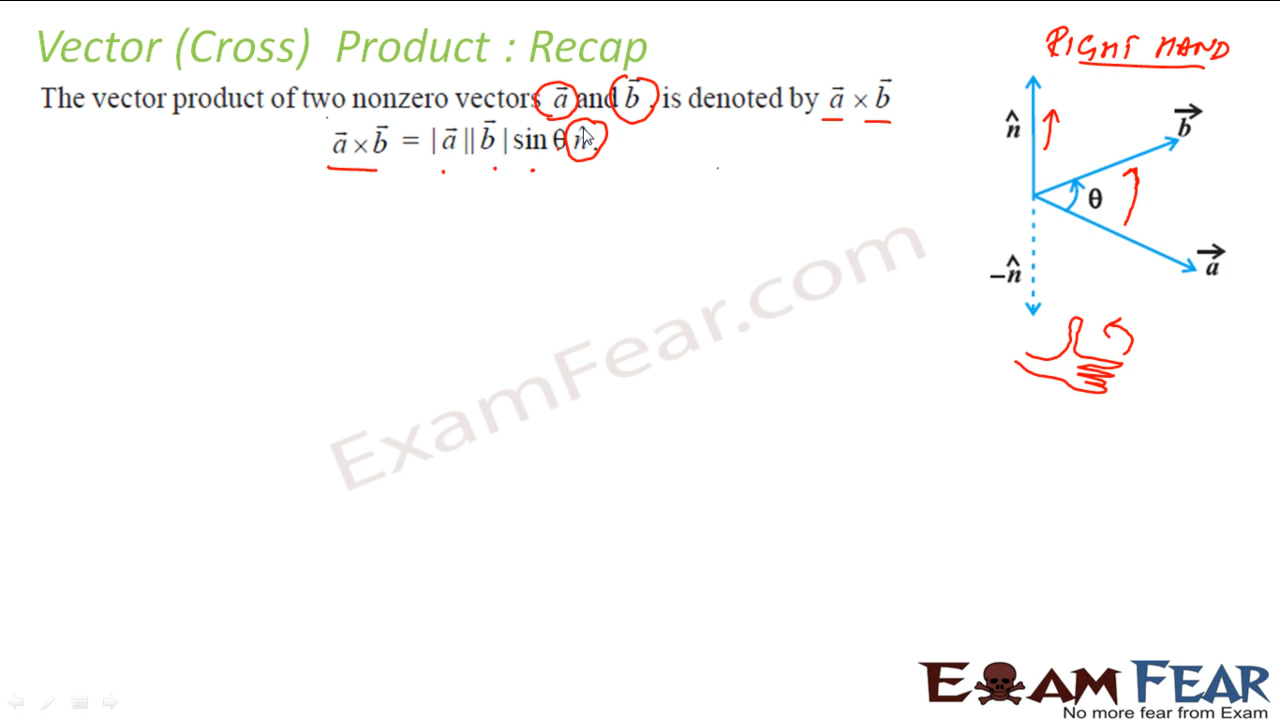 Vector (Cross) Product : Recap
RIGHT HAND
The vector product of two nonzero vectors a⃗ and b⃗ , is denoted by a⃗ × b⃗
a⃗ × b⃗ = | a⃗ || b⃗ | sin θ n̂.
n̂
b⃗
θ
a⃗
−n̂
ExamFear.com
EXAM FEAR
No more fear from Exam